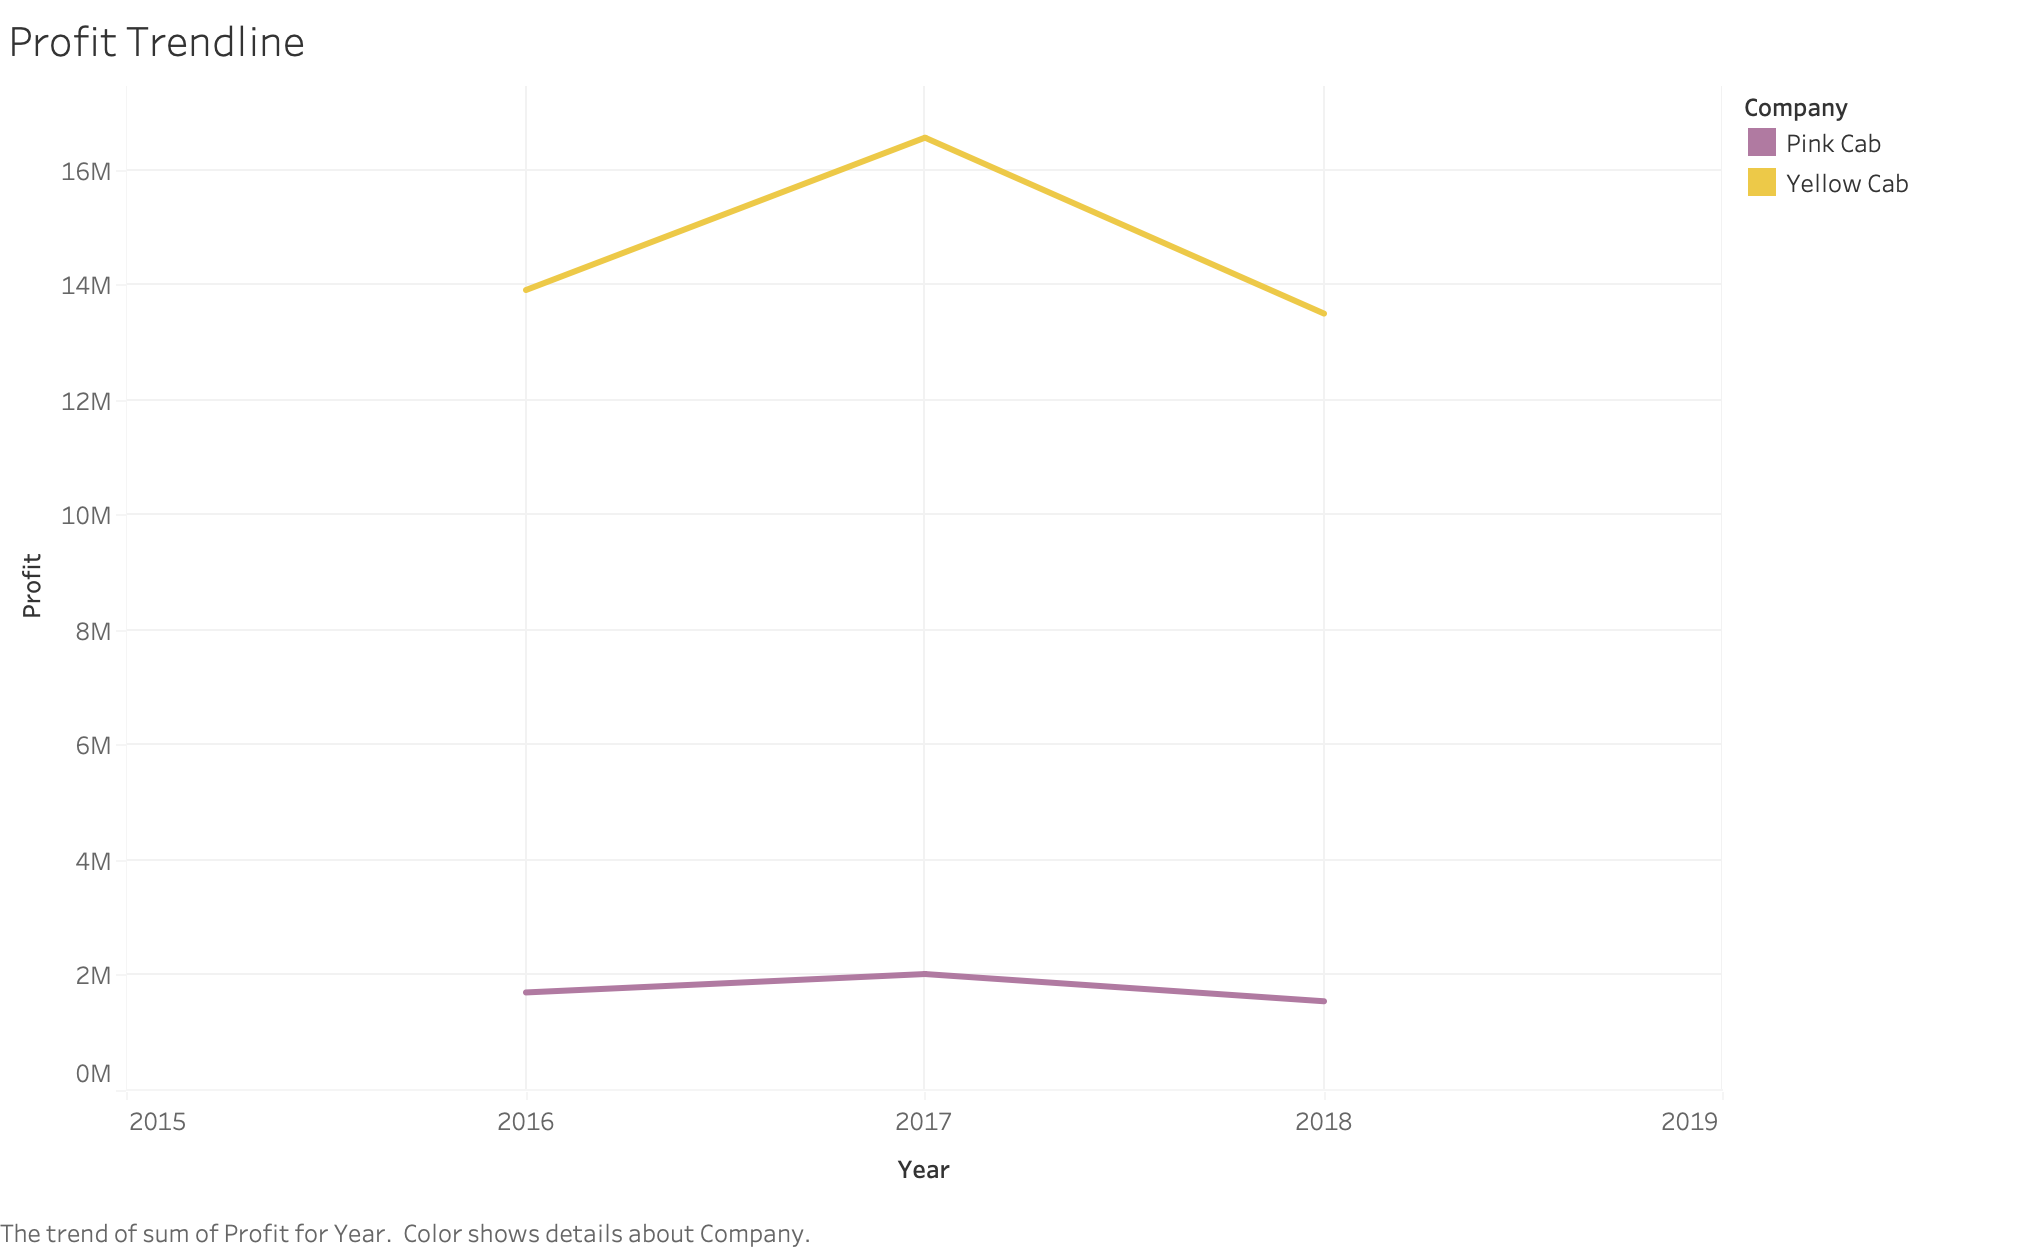 Profit Trendline
Company
Pink Cab
Yellow Cab
16M
14M
12M
10M
8M
6M
4M
2M
0M
Profit
2015 2016 2017 2018 2019
Year
The trend of sum of Profit for Year.  Color shows details about Company.